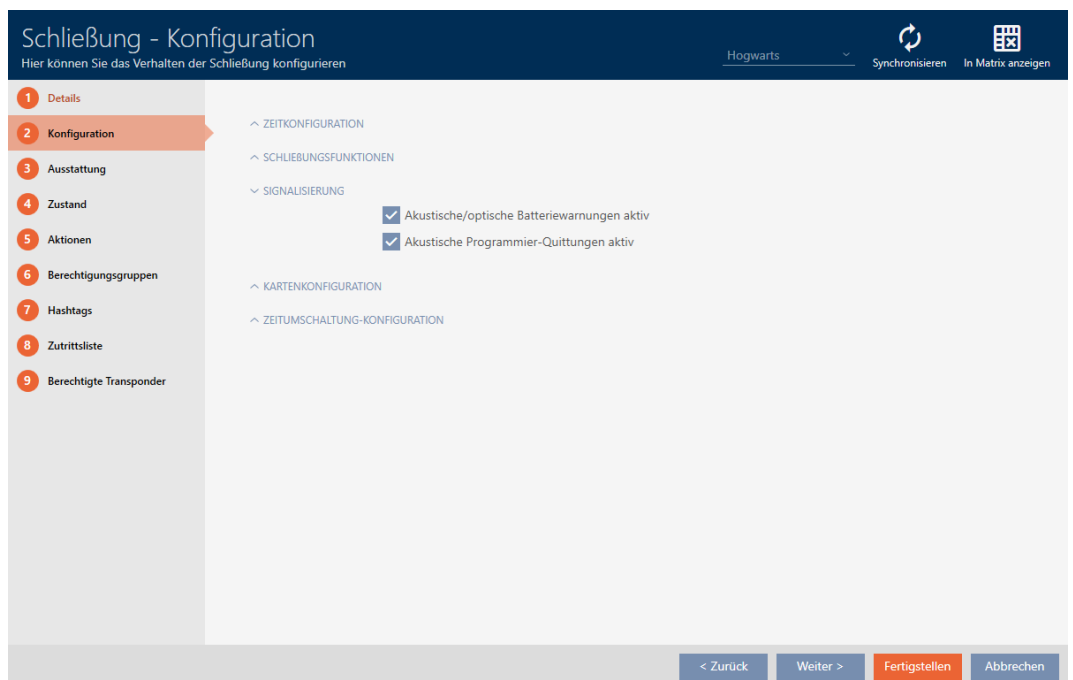 Schließung - Konfiguration
Hier können Sie das Verhalten der Schließung konfigurieren
Hogwarts
Synchronisieren
In Matrix anzeigen
1 Details
2 Konfiguration
3 Ausstattung
4 Zustand
5 Aktionen
6 Berechtigungsgruppen
7 Hashtags
8 Zutrittsliste
9 Berechtigte Transponder
ZEITKONFIGURATION
SCHLIEßUNGSFUNKTIONEN
SIGNALISIERUNG
Akustische/optische Batteriewarnungen aktiv
Akustische Programmier-Quittungen aktiv
KARTENKONFIGURATION
ZEITUMSCHALTUNG-KONFIGURATION
< Zurück
Weiter >
Fertigstellen
Abbrechen